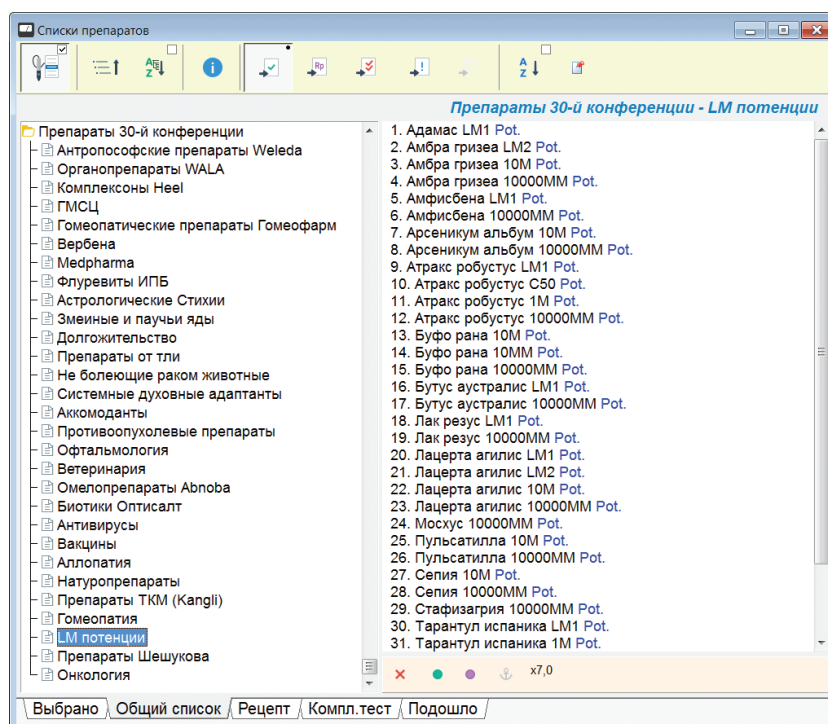 Списки препаратов
Rp
A
Z
Препараты 30-й конференции - LM потенции
Препараты 30-й конференции
Антропософские препараты Weleda
Органопрепараты WALA
Комплексоны Heel
ГМСЦ
Гомеопатические препараты Гомеофарм
Вербена
Medpharma
Флуревиты ИПБ
Астрологические Стихии
Змеиные и паучьи яды
Долгожительство
Препараты от тли
Не болеющие раком животные
Системные духовные адаптанты
Аккомоданты
Противоопухолевые препараты
Офтальмология
Ветеринария
Омелопрепараты Abnoba
Биотики Оптисалт
Антивирусы
Вакцины
Аллопатия
Натуропрепараты
Препараты ТКМ (Kangli)
Гомеопатия
LM потенции
Препараты Шешукова
Онкология
1. Адамас LM1 Pot.
2. Амбра гризеа LM2 Pot.
3. Амбра гризеа 10M Pot.
4. Амбра гризеа 10000MM Pot.
5. Амфисбена LM1 Pot.
6. Амфисбена 10000MM Pot.
7. Арсеникум альбум 10M Pot.
8. Арсеникум альбум 10000MM Pot.
9. Атракс робустус LM1 Pot.
10. Атракс робустус C50 Pot.
11. Атракс робустус 1M Pot.
12. Атракс робустус 10000MM Pot.
13. Буфо рана 10M Pot.
14. Буфо рана 10MM Pot.
15. Буфо рана 10000MM Pot.
16. Бутус аустралис LM1 Pot.
17. Бутус аустралис 10000MM Pot.
18. Лак резус LM1 Pot.
19. Лак резус 10000MM Pot.
20. Лацерта агилис LM1 Pot.
21. Лацерта агилис LM2 Pot.
22. Лацерта агилис 10M Pot.
23. Лацерта агилис 10000MM Pot.
24. Мосхус 10000MM Pot.
25. Пульсатилла 10M Pot.
26. Пульсатилла 10000MM Pot.
27. Сепия 10M Pot.
28. Сепия 10000MM Pot.
29. Стафизагрия 10000MM Pot.
30. Тарантул испаника LM1 Pot.
31. Тарантул испаника 1M Pot.
x7,0
Выбрано Общий список Рецепт Компл.тест Подошло